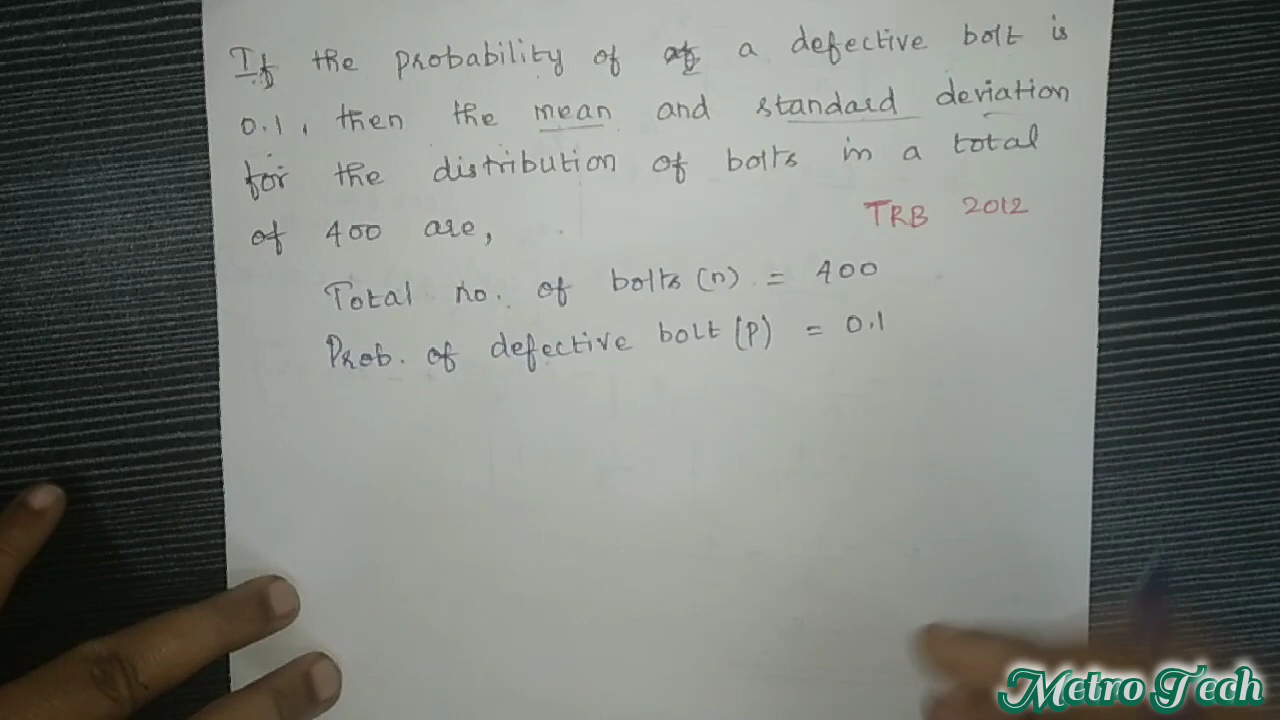 If the probability of a defective bolt is
0.1, then the mean and standard deviation
for the distribution of bolts in a total
of 400 are,
TRB 2012
Total no. of bolts (n) = 400
Prob. of defective bolt (p) = 0.1
Metro Tech